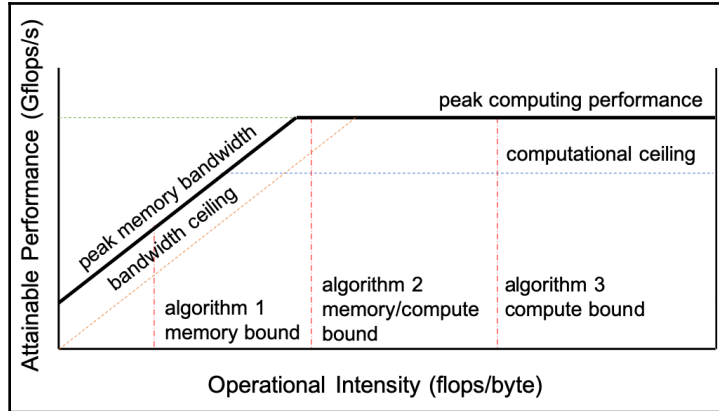 Attainable Performance (Gflops/s)
peak computing performance
peak memory bandwidth
bandwidth ceiling
computational ceiling
algorithm 1
memory bound
algorithm 2
memory/compute
bound
algorithm 3
compute bound
Operational Intensity (flops/byte)